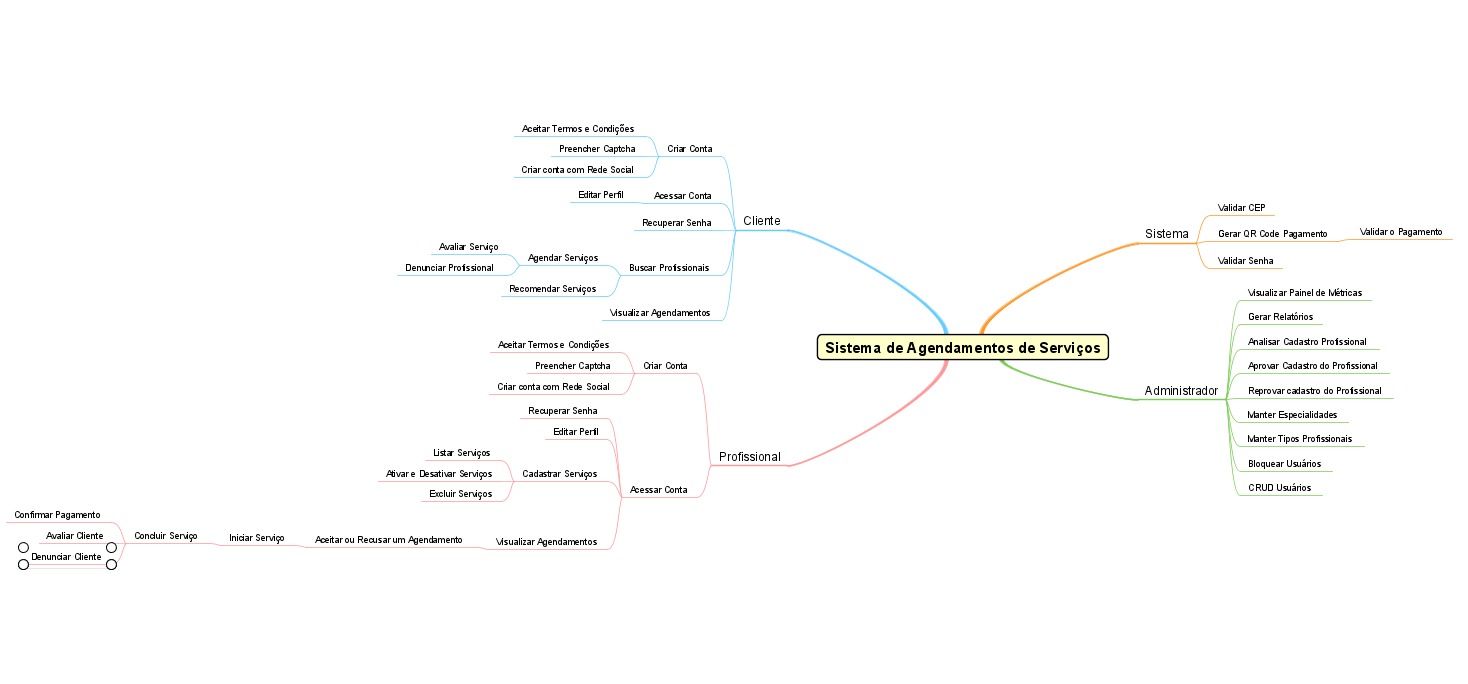 Sistema de Agendamentos de Serviços
Cliente
Criar Conta
Aceitar Termos e Condições
Preencher Captcha
Criar conta com Rede Social
Acessar Conta
Editar Perfil
Recuperar Senha
Buscar Profissionais
Agendar Serviços
Avaliar Serviço
Denunciar Profissional
Recomendar Serviços
Visualizar Agendamentos
Profissional
Criar Conta
Aceitar Termos e Condições
Preencher Captcha
Criar conta com Rede Social
Acessar Conta
Recuperar Senha
Editar Perfil
Cadastrar Serviços
Listar Serviços
Ativar e Desativar Serviços
Excluir Serviços
Visualizar Agendamentos
Aceitar ou Recusar um Agendamento
Iniciar Serviço
Concluir Serviço
Confirmar Pagamento
Avaliar Cliente
Denunciar Cliente
Sistema
Validar CEP
Gerar QR Code Pagamento
Validar o Pagamento
Validar Senha
Administrador
Visualizar Painel de Métricas
Gerar Relatórios
Analisar Cadastro Profissional
Aprovar Cadastro do Profissional
Reprovar cadastro do Profissional
Manter Especialidades
Manter Tipos Profissionais
Bloquear Usuários
CRUD Usuários